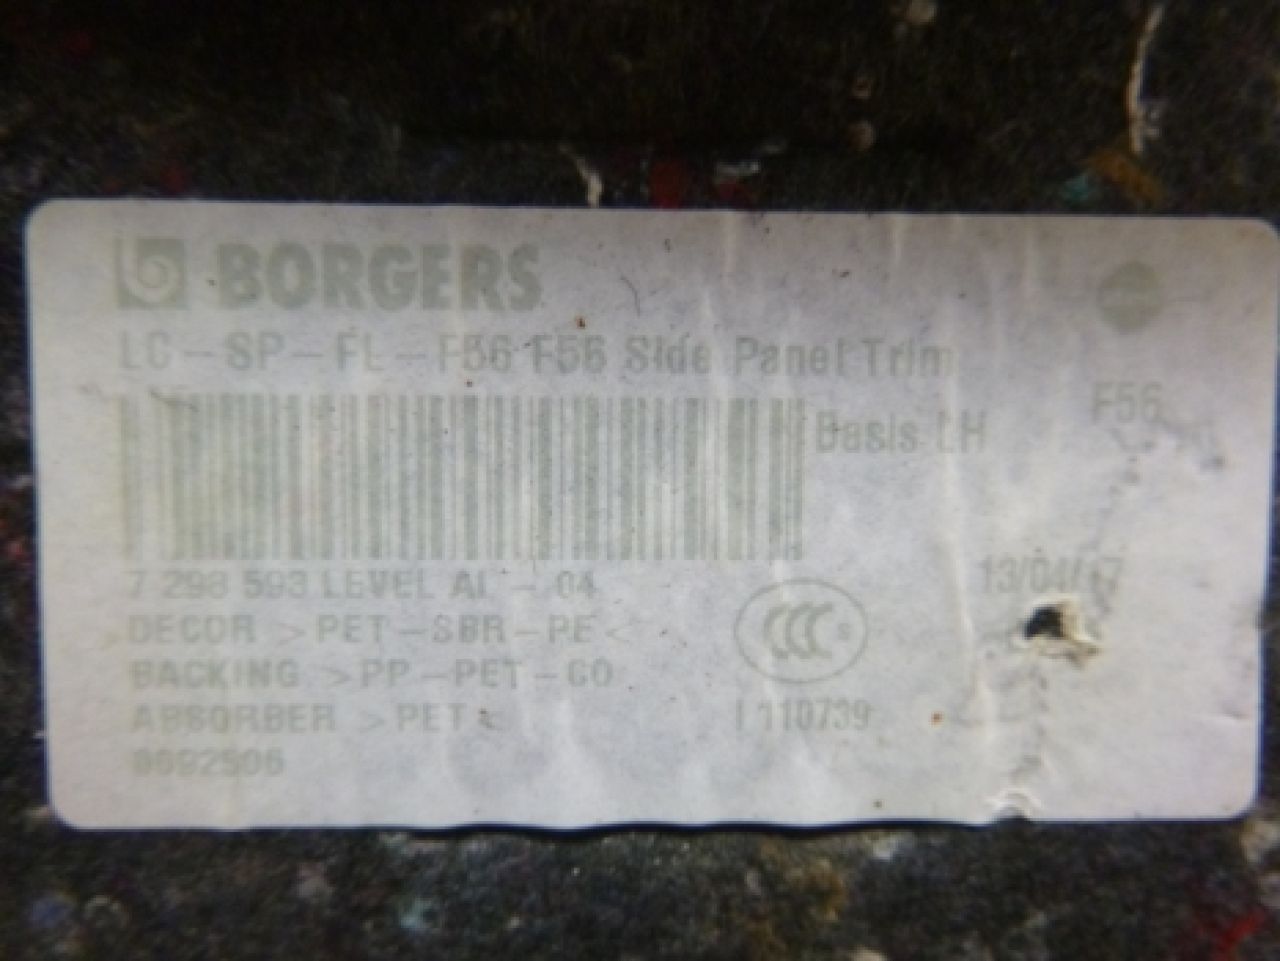 BORGERS
LC-SP-FL-F56 F56 Side Panel Trim
Basis LH
F56
7 298 593 LEVEL AI - 04
13/04/17
DECOR >PET-SBR-PE<
BACKING >PP-PET-CO
ABSORBER >PET<
CCC S
I 110739